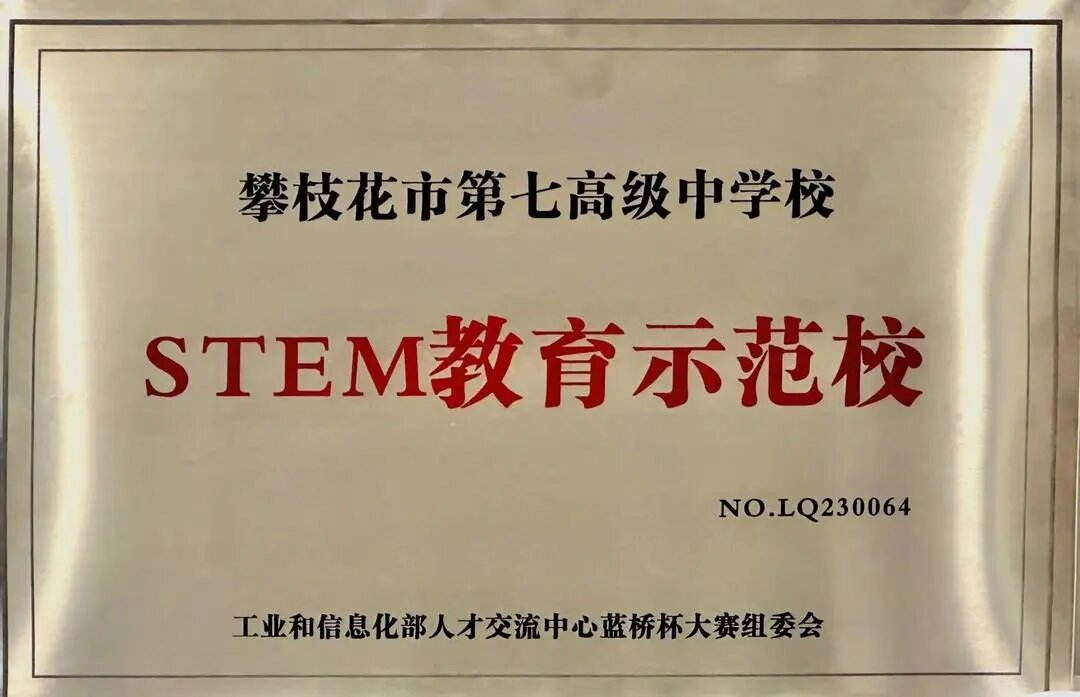 攀枝花市第七高级中学校
STEM教育示范校
NO.LQ230064
工业和信息化部人才交流中心蓝桥杯大赛组委会